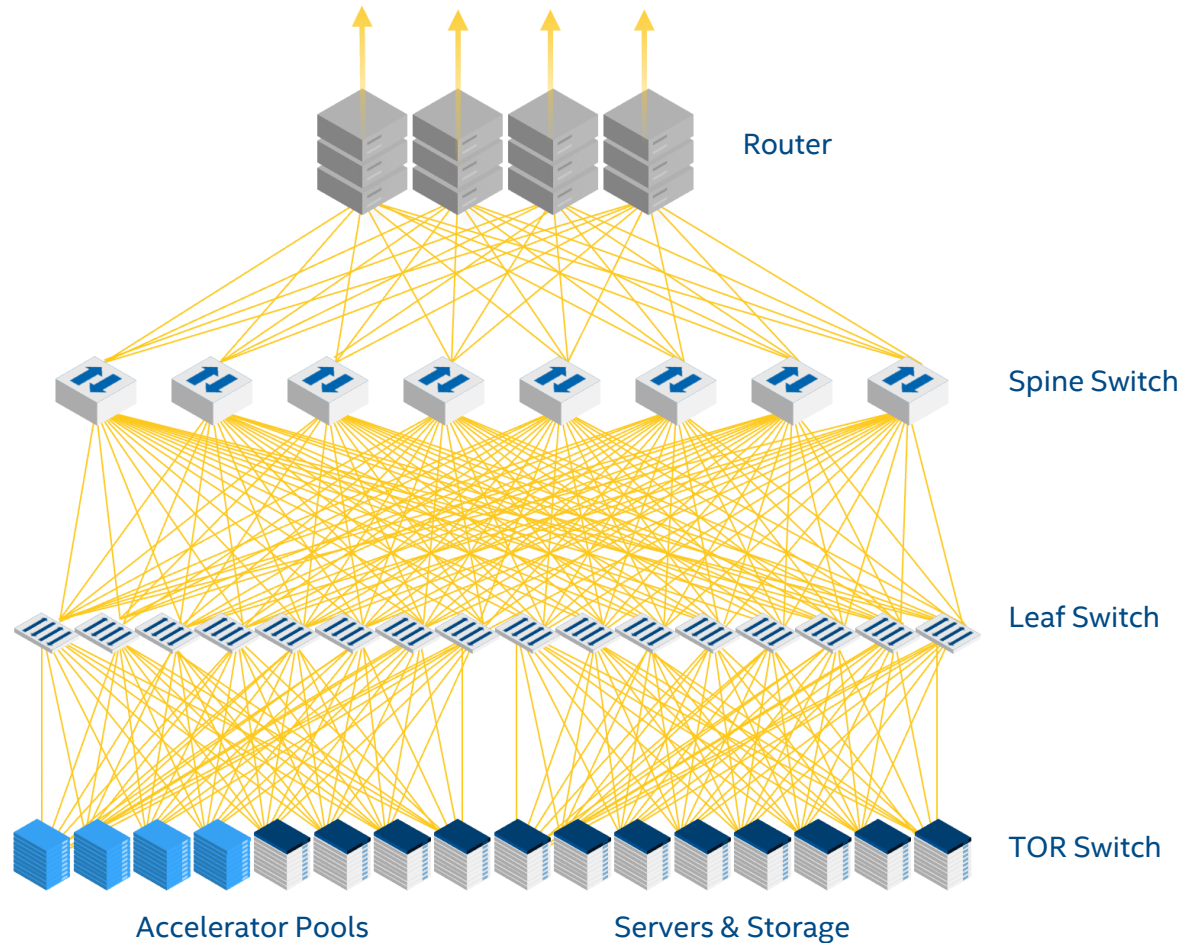 Router
Spine Switch
Leaf Switch
TOR Switch
Accelerator Pools
Servers & Storage